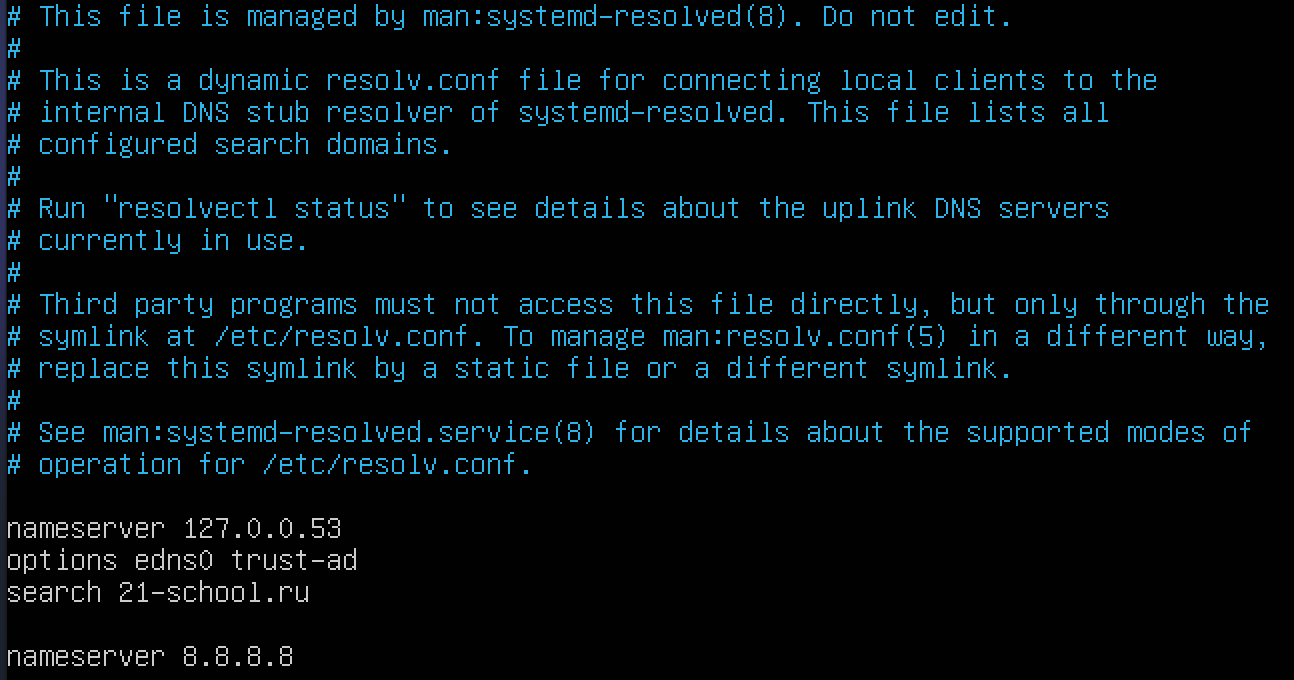 # This file is managed by man:systemd-resolved(8). Do not edit.
#
# This is a dynamic resolv.conf file for connecting local clients to the
# internal DNS stub resolver of systemd-resolved. This file lists all
# configured search domains.
#
# Run "resolvectl status" to see details about the uplink DNS servers
# currently in use.
#
# Third party programs must not access this file directly, but only through the
# symlink at /etc/resolv.conf. To manage man:resolv.conf(5) in a different way,
# replace this symlink by a static file or a different symlink.
#
# See man:systemd-resolved.service(8) for details about the supported modes of
# operation for /etc/resolv.conf.

nameserver 127.0.0.53
options edns0 trust-ad
search 21-school.ru

nameserver 8.8.8.8